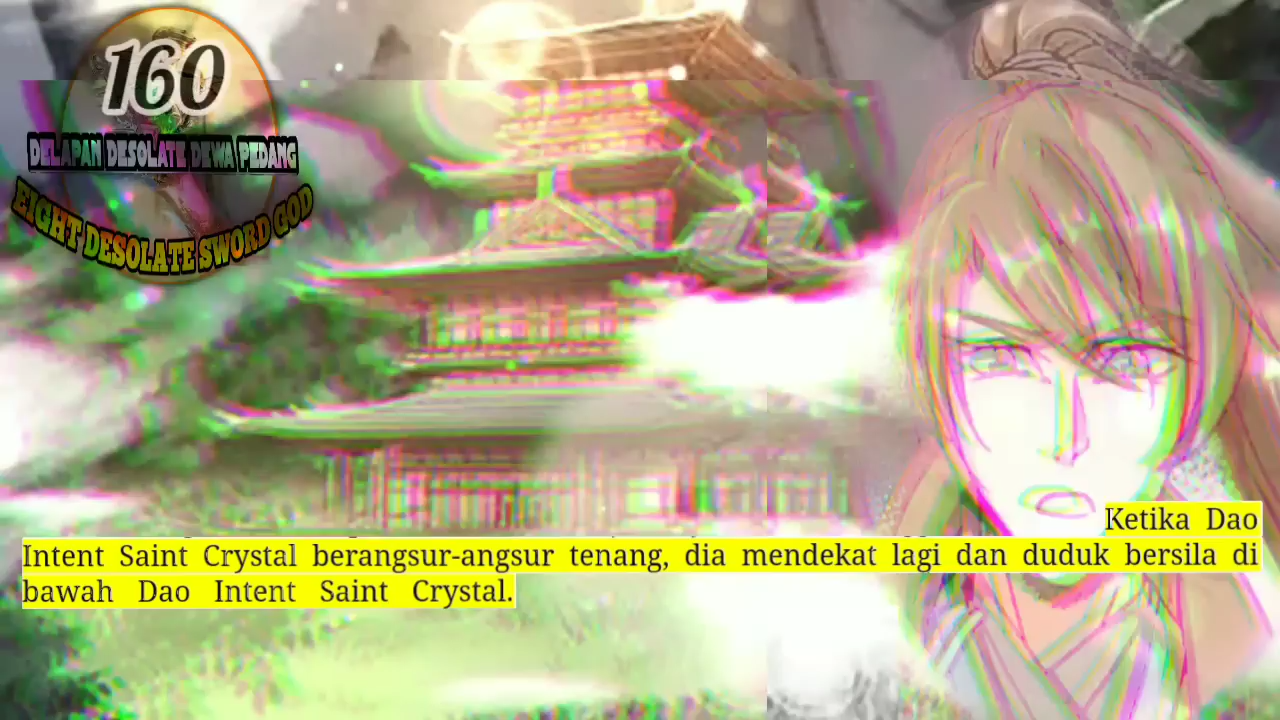 160
DELAPAN DESOLATE DEWA PEDANG
EIGHT DESOLATE SWORD GOD
Ketika Dao
Intent Saint Crystal berangsur-angsur tenang, dia mendekat lagi dan duduk bersila di
bawah Dao Intent Saint Crystal.